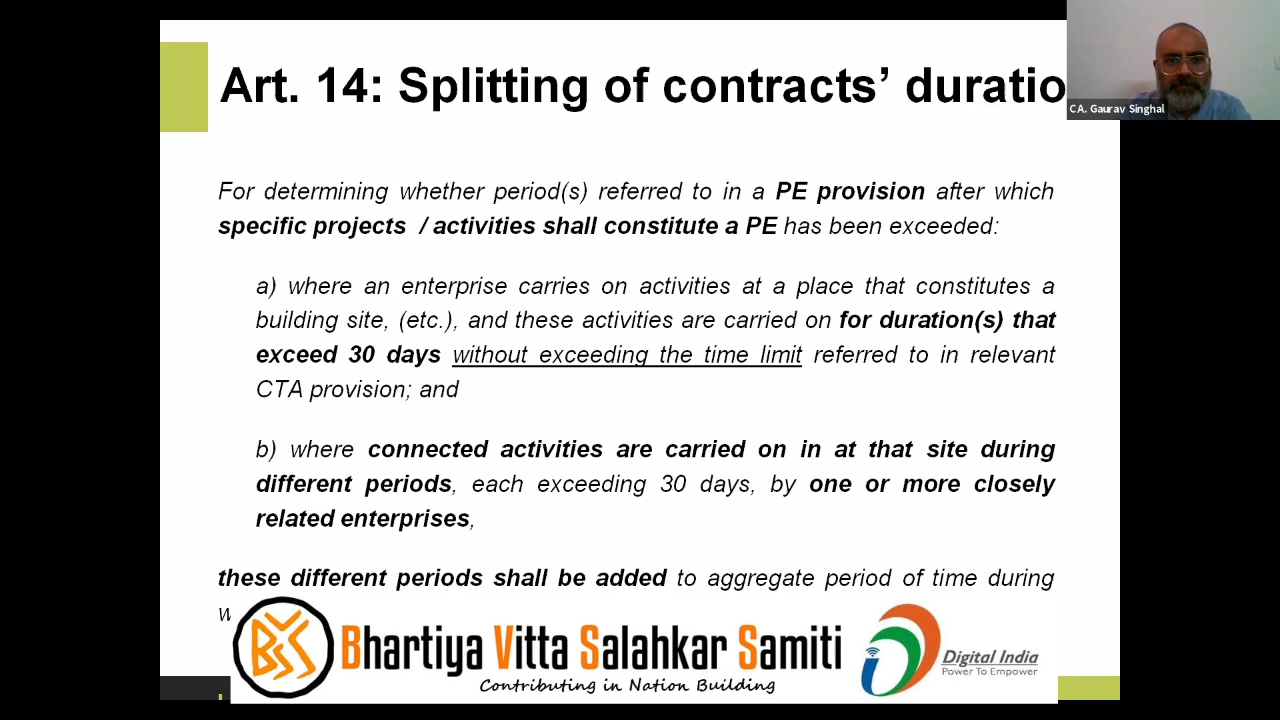 Art. 14: Splitting of contracts’ duratio
C.A. Gaurav Singhal
For determining whether period(s) referred to in a PE provision after which
specific projects / activities shall constitute a PE has been exceeded:
a) where an enterprise carries on activities at a place that constitutes a
building site, (etc.), and these activities are carried on for duration(s) that
exceed 30 days without exceeding the time limit referred to in relevant
CTA provision; and
b) where connected activities are carried on in at that site during
different periods, each exceeding 30 days, by one or more closely
related enterprises,
these different periods shall be added to aggregate period of time during
BVSS
Bhartiya Vitta Salahkar Samiti
Contributing in Nation Building
Digital India
Power To Empower